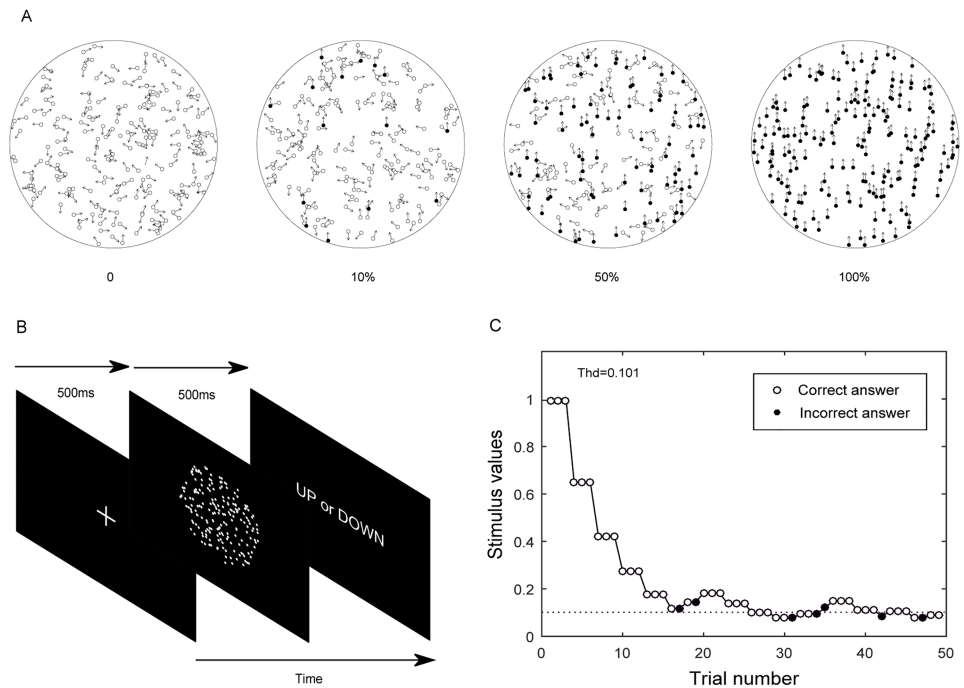 A
0
10%
50%
100%
B
500ms
500ms
UP or DOWN
Time
C
Thd=0.101
Correct answer
Incorrect answer
Stimulus values
1
0.8
0.6
0.4
0.2
0
0
10
20
30
40
50
Trial number